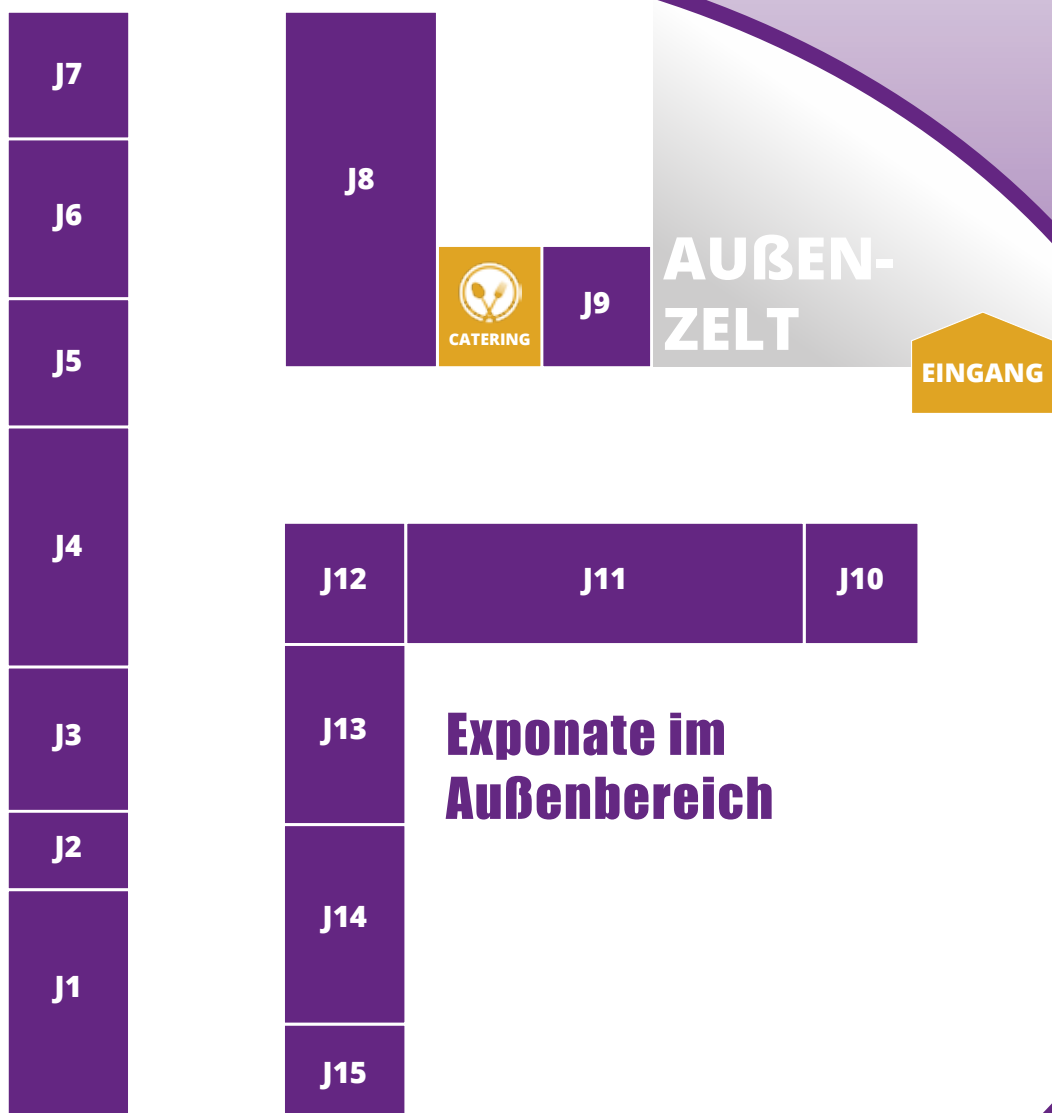 J7
J6
J5
J4
J3
J2
J1
J8
CATERING
J9
AUßEN-
ZELT
EINGANG
J12
J11
J10
J13
J14
J15
Exponate im
Außenbereich